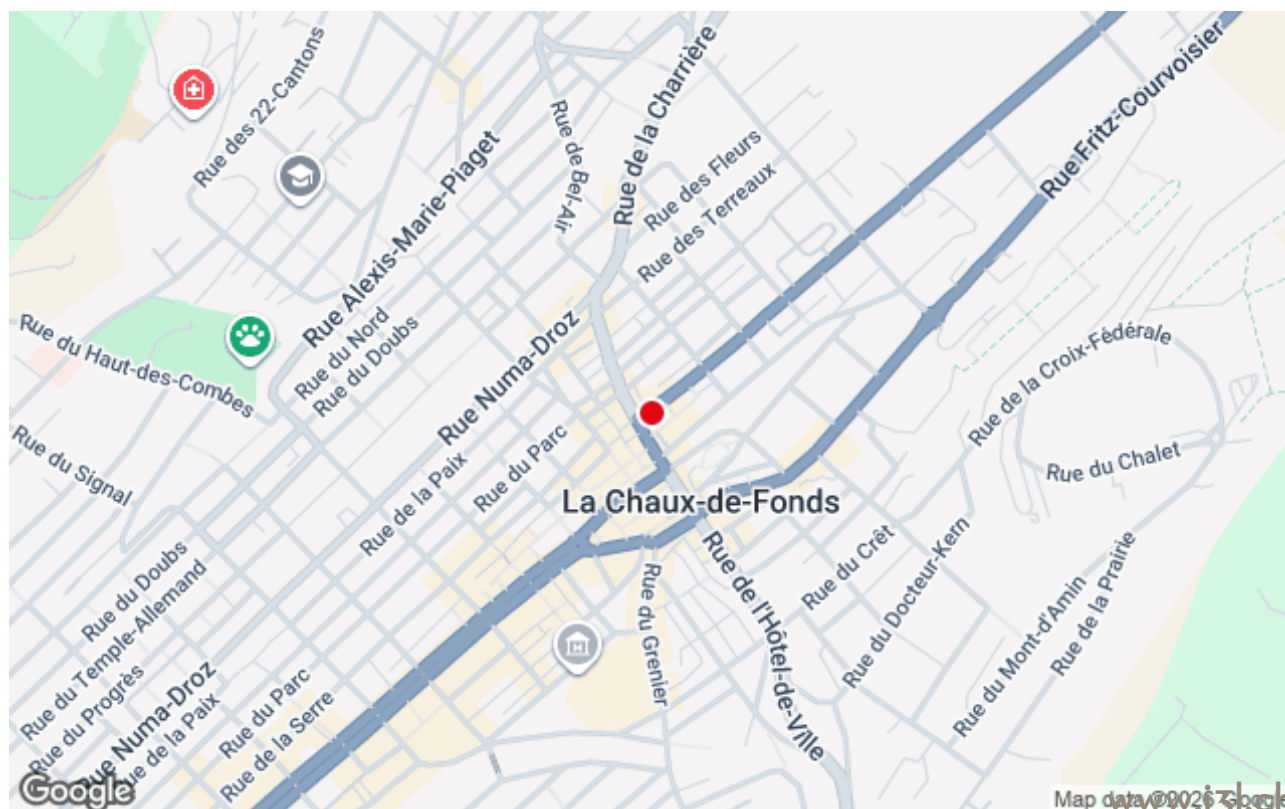 Rue des 22-Cantons
Rue Alexis-Marie-Piaget
Rue de Bel-Air
Rue de la Charrière
Rue des Fleurs
Rue des Terreaux
Rue Fritz-Courvoisier
Rue du Haut-des-Combes
Rue du Nord
Rue du Doubs
Rue Numa-Droz
Rue de la Croix-Fédérale
Rue du Signal
Rue de la Paix
Rue du Parc
Rue du Chalet
La Chaux-de-Fonds
Rue du Doubs
Rue du Temple-Allemand
Rue du Progrès
Rue Numa-Droz
Rue de la Paix
Rue du Parc
Rue de la Serre
Rue du Grenier
Rue de l'Hôtel-de-Ville
Rue du Crêt
Rue du Docteur-Kern
Rue du Mont-d'Amin
Rue de la Prairie
Google
Map data ©2026